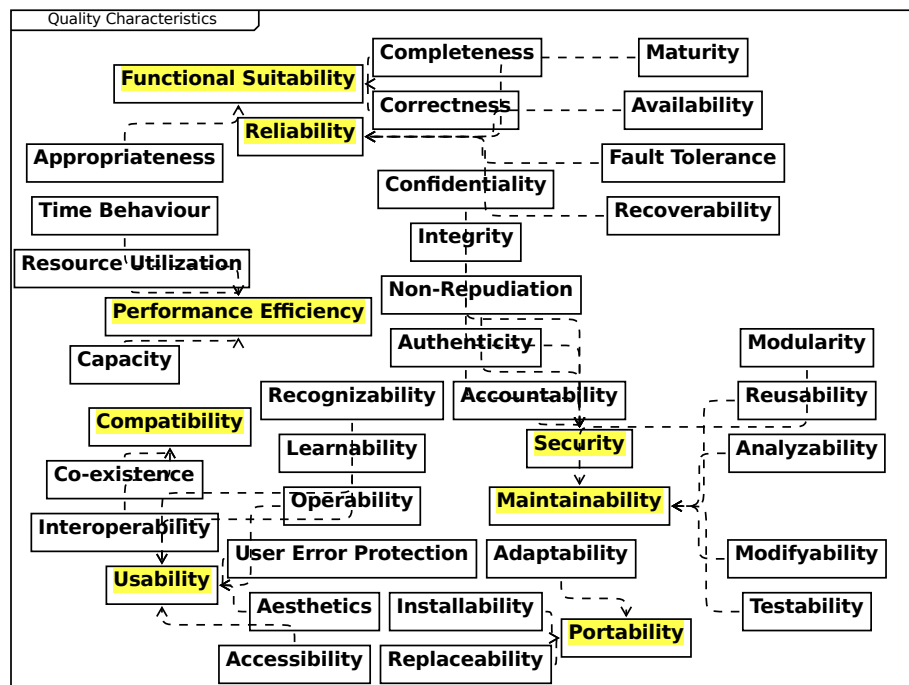 Quality Characteristics
Completeness
Maturity
Functional Suitability
Correctness
Availability
Reliability
Appropriateness
Fault Tolerance
Confidentiality
Time Behaviour
Recoverability
Integrity
Resource Utilization
Non-Repudiation
Performance Efficiency
Authenticity
Modularity
Capacity
Recognizability
Accountability
Reusability
Compatibility
Learnability
Security
Analyzability
Co-existence
Operability
Maintainability
Interoperability
User Error Protection
Adaptability
Modifyability
Usability
Aesthetics
Installability
Testability
Portability
Accessibility
Replaceability